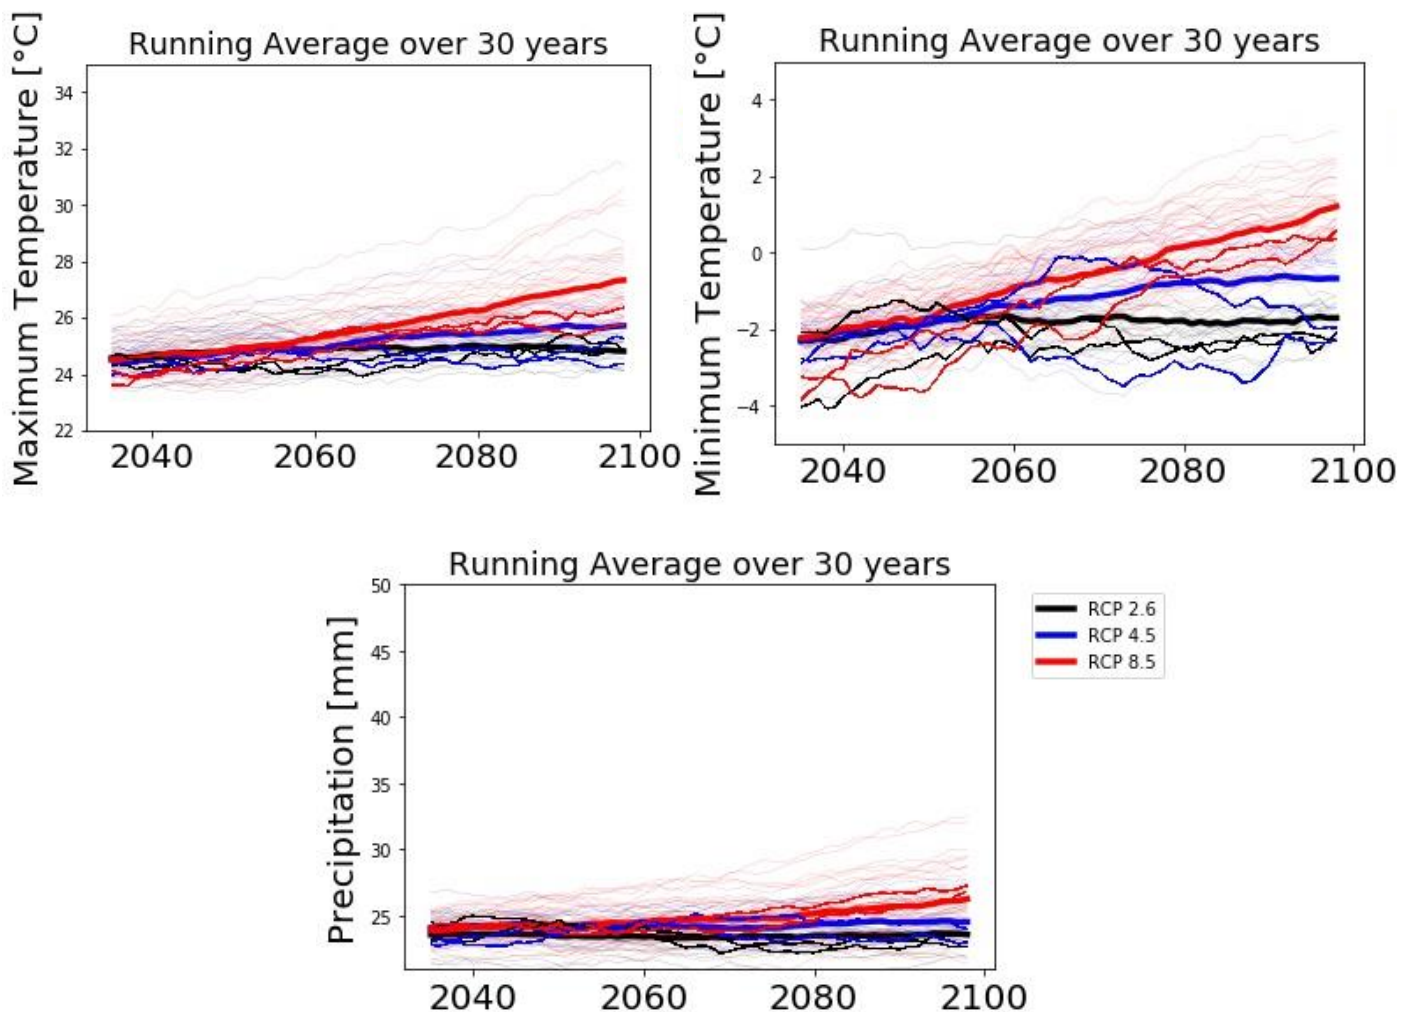 Running Average over 30 years
Maximum Temperature [°C]
34
32
30
28
26
24
22
2040 2060 2080 2100
Running Average over 30 years
Minimum Temperature [°C]
4
2
0
−2
−4
2040 2060 2080 2100
Running Average over 30 years
Precipitation [mm]
50
45
40
35
30
25
2040 2060 2080 2100
RCP 2.6
RCP 4.5
RCP 8.5